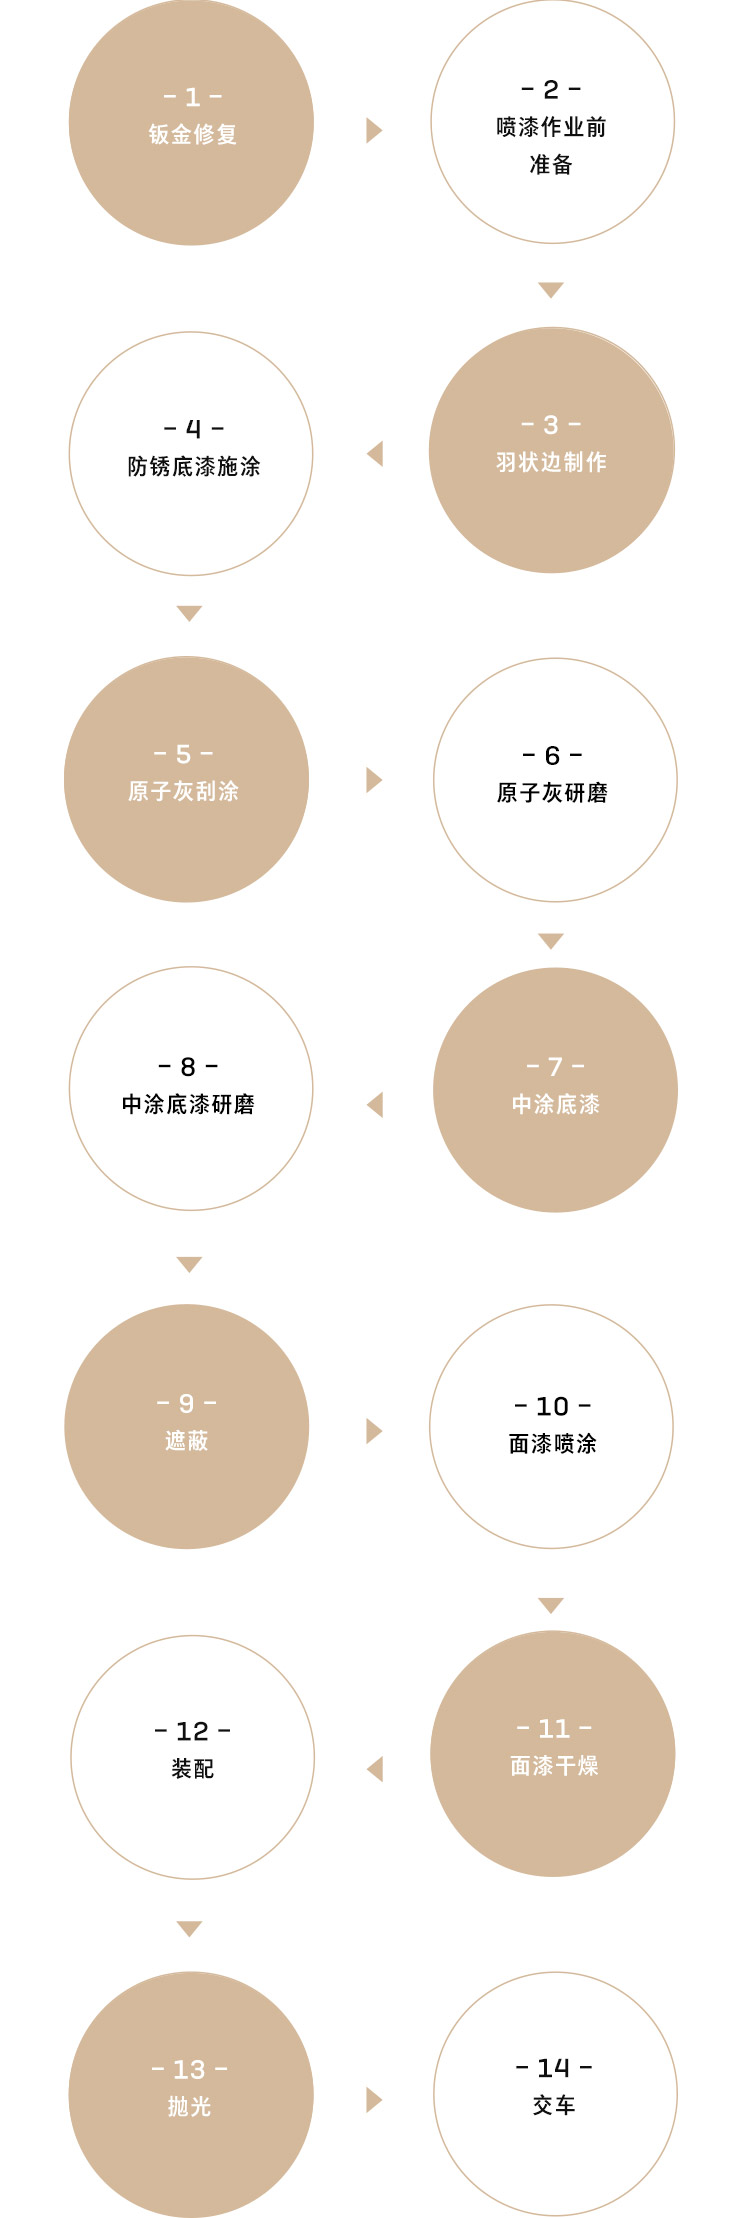 - 1 -
钣金修复
- 2 -
喷漆作业前
准备
- 3 -
羽状边制作
- 4 -
防锈底漆施涂
- 5 -
原子灰刮涂
- 6 -
原子灰研磨
- 7 -
中涂底漆
- 8 -
中涂底漆研磨
- 9 -
遮蔽
- 10 -
面漆喷涂
- 11 -
面漆干燥
- 12 -
装配
- 13 -
抛光
- 14 -
交车